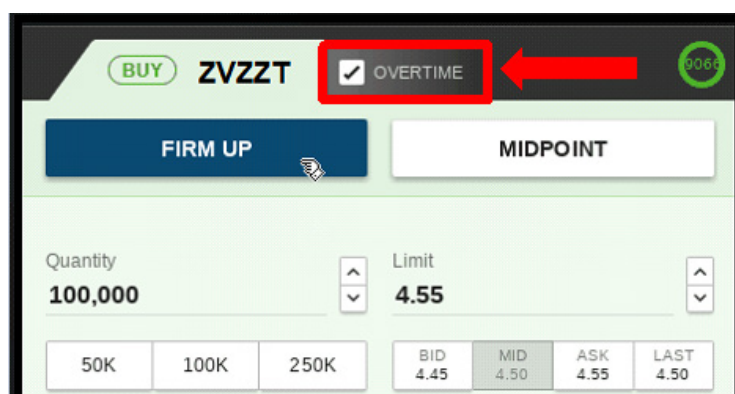 BUY ZVZZT OVERTIME 9066
FIRM UP MIDPOINT
Quantity Limit
100,000 4.55
50K 100K 250K BID MID ASK LAST
4.45 4.50 4.55 4.50